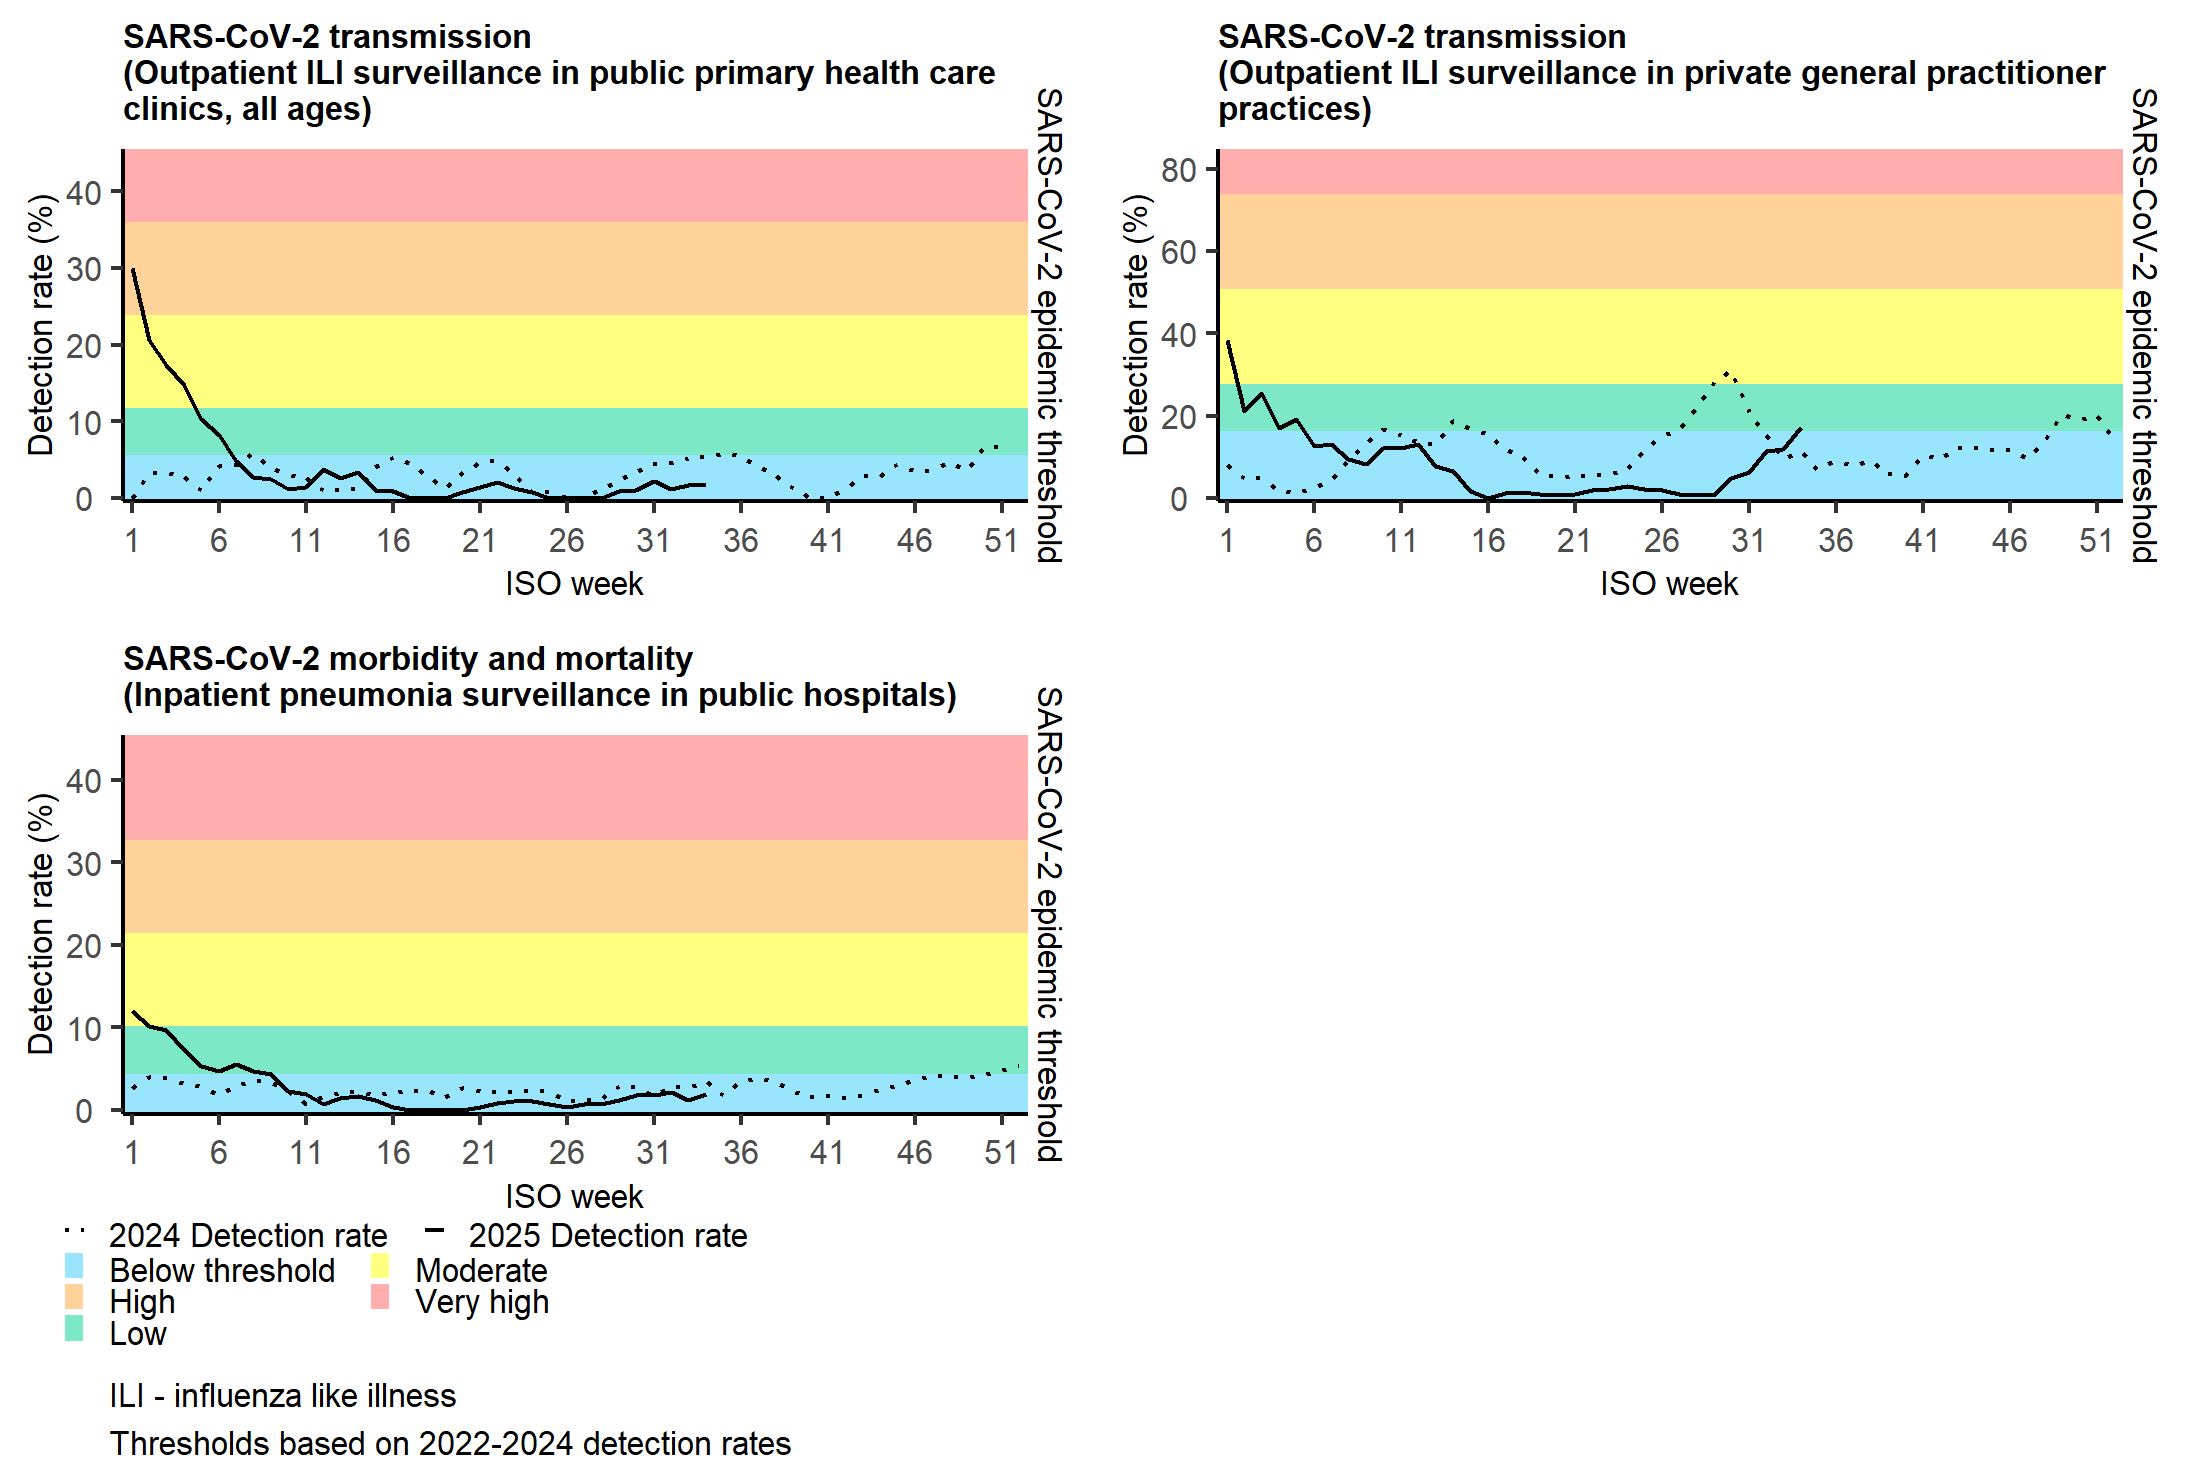 SARS-CoV-2 transmission
(Outpatient ILI surveillance in public primary health care
clinics, all ages)
Detection rate (%)
40
30
20
10
0
1 6 11 16 21 26 31 36 41 46 51
ISO week
SARS-CoV-2 epidemic threshold
SARS-CoV-2 transmission
(Outpatient ILI surveillance in private general practitioner
practices)
Detection rate (%)
80
60
40
20
0
1 6 11 16 21 26 31 36 41 46 51
ISO week
SARS-CoV-2 epidemic threshold
SARS-CoV-2 morbidity and mortality
(Inpatient pneumonia surveillance in public hospitals)
Detection rate (%)
40
30
20
10
0
1 6 11 16 21 26 31 36 41 46 51
ISO week
SARS-CoV-2 epidemic threshold
2024 Detection rate 2025 Detection rate
Below threshold Moderate
High Very high
Low
ILI - influenza like illness
Thresholds based on 2022-2024 detection rates